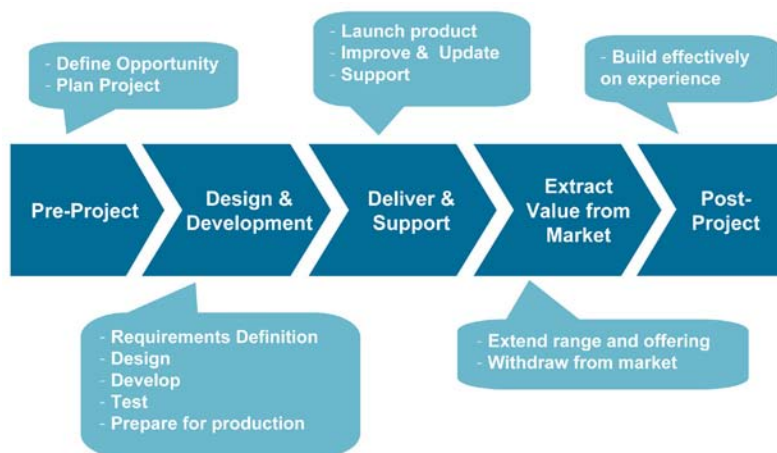 - Define Opportunity
- Plan Project
- Launch product
- Improve & Update
- Support
- Build effectively
on experience
Pre-Project
Design &
Development
Deliver &
Support
Extract
Value from
Market
Post-
Project
- Requirements Definition
- Design
- Develop
- Test
- Prepare for production
- Extend range and offering
- Withdraw from market